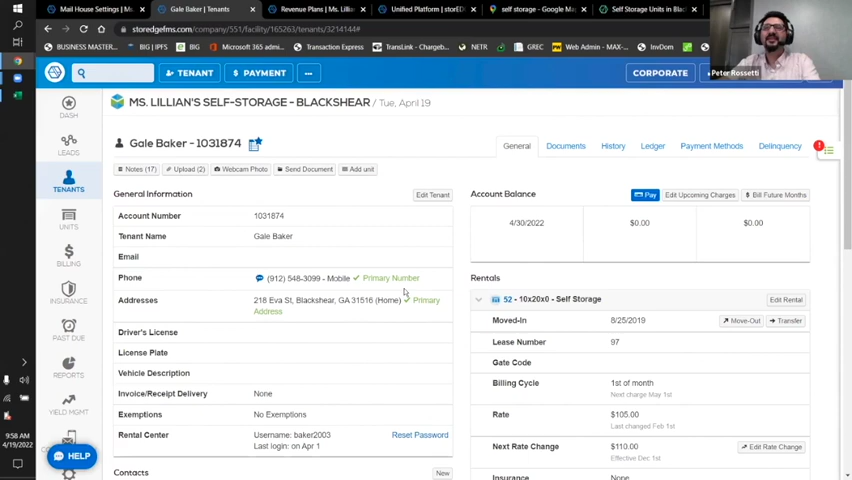 Mail House Settings | Ms.
Gale Baker | Tenants
Revenue Plans | Ms. Lillian
Unified Platform | storED
self storage - Google Ma
Self Storage Units in Black
storedgefms.com/company/551/facility/165263/tenants/3214144#
BUSINESS MASTER...
BIG | IPFS
BIG
Microsoft 365 admi...
Transaction Express
TransLink - Chargeb...
GREC
Web Admin - MAX-...
InvDom
Peter Rossetti
TENANT
$ PAYMENT
CORPORATE
MS. LILLIAN'S SELF-STORAGE - BLACKSHEAR / Tue, April 19
DASH
LEADS
TENANTS
UNITS
BILLING
INSURANCE
PAST DUE
REPORTS
YIELD MGMT
HELP
9:58 AM
4/19/2022
Gale Baker - 1031874
General
Documents
History
Ledger
Payment Methods
Delinquency
Notes (17)
Upload (2)
Webcam Photo
Send Document
Add unit
General Information
Edit Tenant
Account Number 1031874
Tenant Name Gale Baker
Email
Phone (912) 548-3099 - Mobile Primary Number
Addresses 218 Eva St, Blackshear, GA 31516 (Home) Primary
Address
Driver's License
License Plate
Vehicle Description
Invoice/Receipt Delivery None
Exemptions No Exemptions
Rental Center Username: baker2003 Reset Password
Last login: on Apr 1
Contacts New
Account Balance
Pay
Edit Upcoming Charges
Bill Future Months
4/30/2022 $0.00 $0.00
Rentals
52 - 10x20x0 - Self Storage Edit Rental
Moved-In 8/25/2019 Move-Out Transfer
Lease Number 97
Gate Code
Billing Cycle 1st of month
Next charge May 1st
Rate $105.00
Last changed Feb 1st
Next Rate Change $110.00 Edit Rate Change
Effective Dec 1st
Insurance None